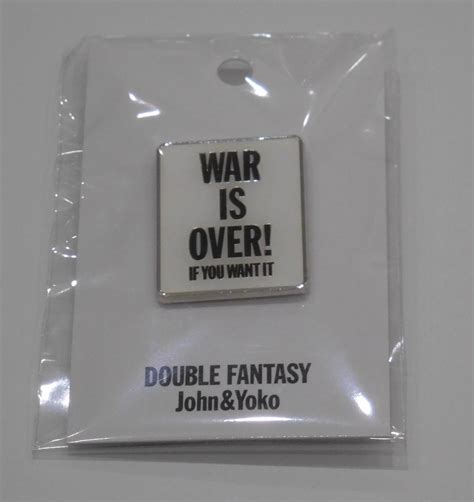 WAR
IS
OVER!
IF YOU WANT IT
DOUBLE FANTASY
John&Yoko